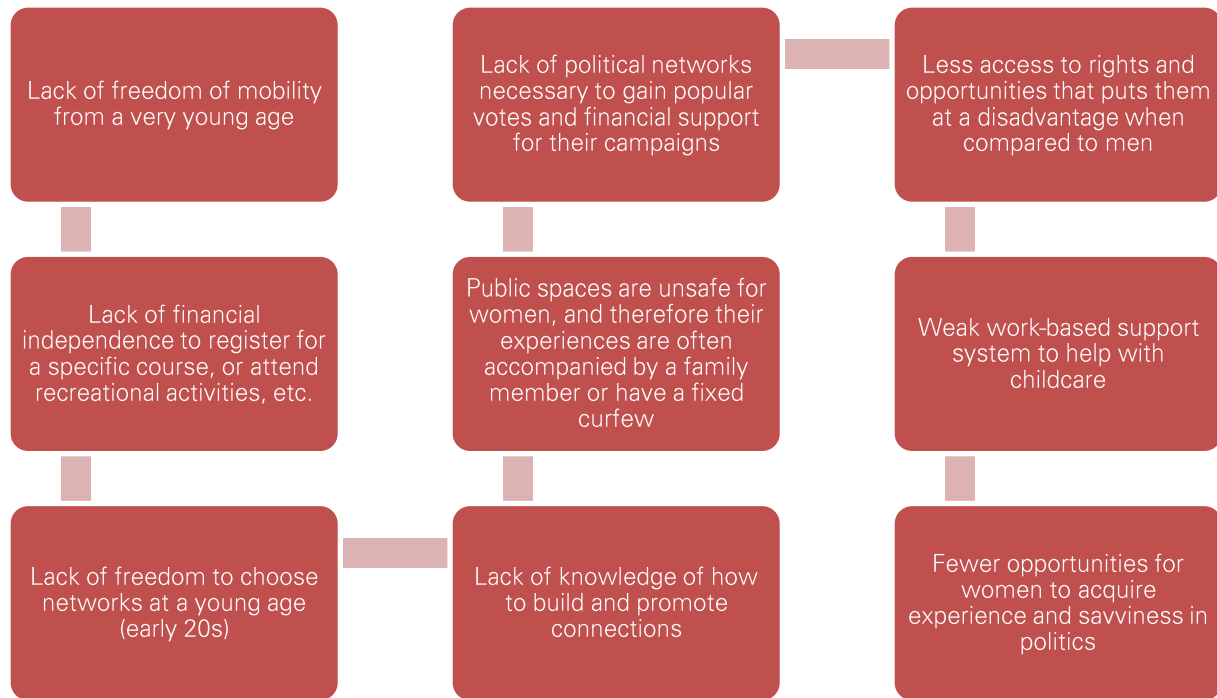 Lack of freedom of mobility
from a very young age
Lack of financial
independence to register for
a specific course, or attend
recreational activities, etc.
Lack of freedom to choose
networks at a young age
(early 20s)
Lack of knowledge of how
to build and promote
connections
Public spaces are unsafe for
women, and therefore their
experiences are often
accompanied by a family
member or have a fixed
curfew
Lack of political networks
necessary to gain popular
votes and financial support
for their campaigns
Less access to rights and
opportunities that puts them
at a disadvantage when
compared to men
Weak work-based support
system to help with
childcare
Fewer opportunities for
women to acquire
experience and savviness in
politics